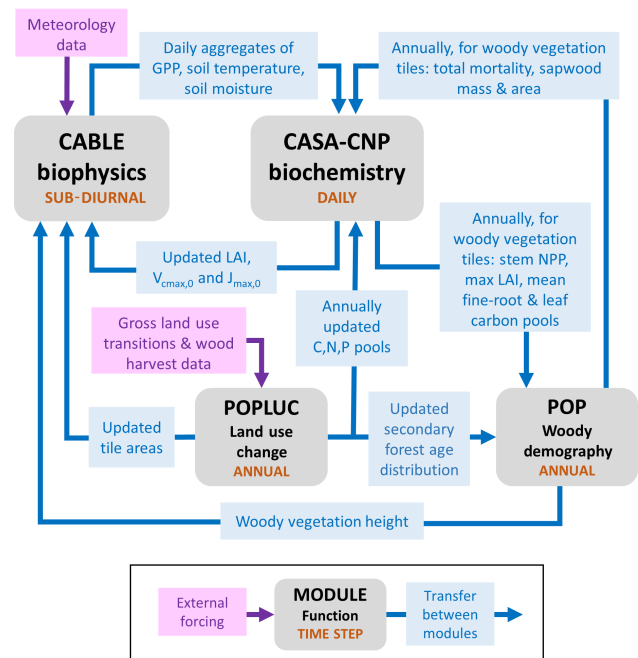 Meteorology
data
Daily aggregates of
GPP, soil temperature,
soil moisture
Annually, for woody vegetation
tiles: total mortality, sapwood
mass & area
CABLE
biophysics
SUB-DIURNAL
CASA-CNP
biochemistry
DAILY
Updated LAI,
Vcmax,0 and Jmax,0
Annually, for
woody vegetation
tiles: stem NPP,
max LAI, mean
fine-root & leaf
carbon pools
Annually
updated
C,N,P pools
Gross land use
transitions & wood
harvest data
Updated
tile areas
POPLUC
Land use
change
ANNUAL
Updated
secondary
forest age
distribution
POP
Woody
demography
ANNUAL
Woody vegetation height
External
forcing
MODULE
Function
TIME STEP
Transfer
between
modules